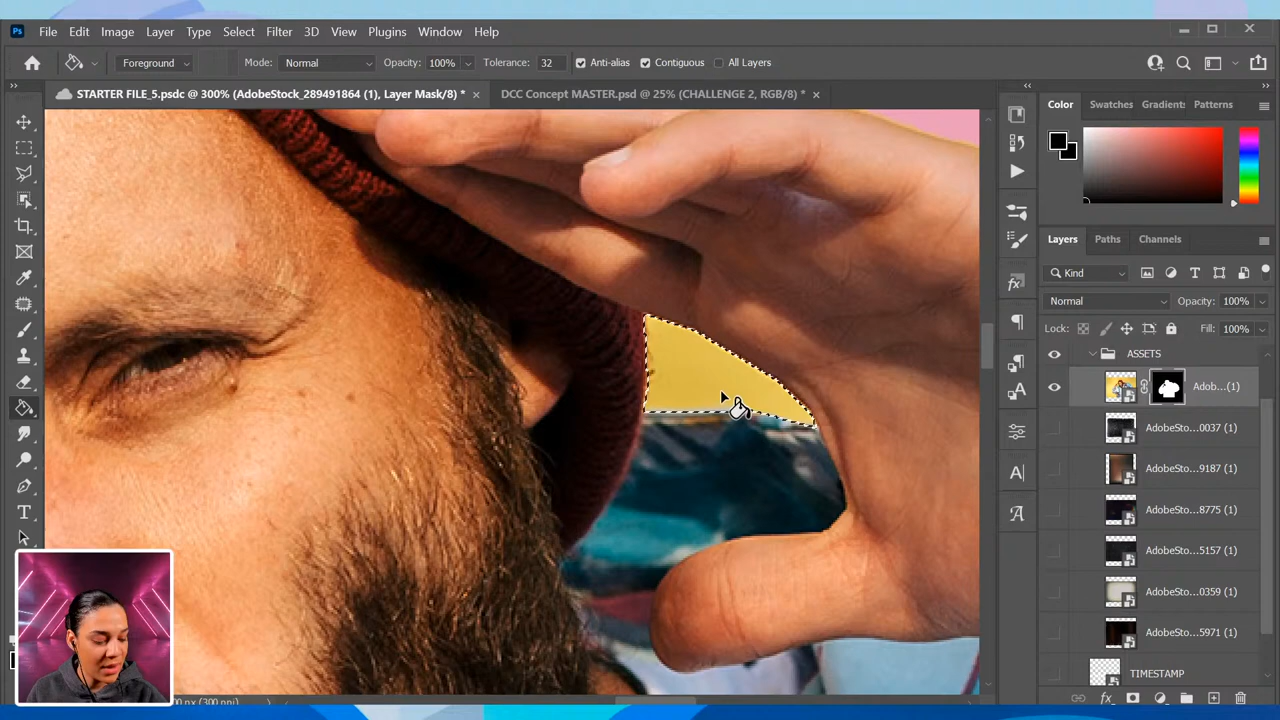 Ps File Edit Image Layer Type Select Filter 3D View Plugins Window Help
Foreground Mode: Normal Opacity: 100% Tolerance: 32 Anti-alias Contiguous All Layers
STARTER FILE_5.psdc @ 300% (AdobeStock_289491864 (1), Layer Mask/8) * DCC Concept MASTER.psd @ 25% (CHALLENGE 2, RGB/8) *
Color Swatches Gradient: Patterns
Layers Paths Channels
Kind
Normal Opacity: 100%
Lock: Fill: 100%
ASSETS
Adob...(1)
AdobeSto...0037 (1)
AdobeSto...9187 (1)
AdobeSto...8775 (1)
AdobeSto...5157 (1)
AdobeSto...0359 (1)
AdobeSto...5971 (1)
TIMESTAMP